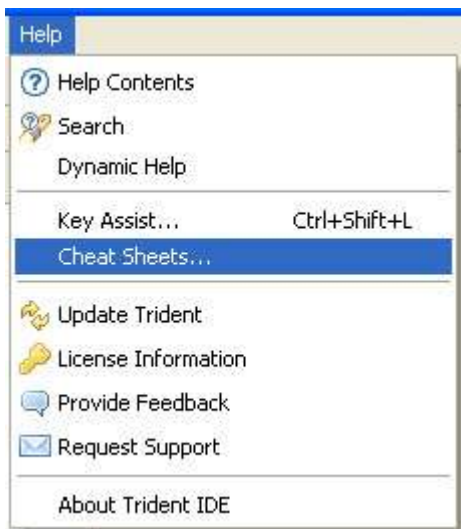 Help
Help Contents
Search
Dynamic Help
Key Assist... Ctrl+Shift+L
Cheat Sheets...
Update Trident
License Information
Provide Feedback
Request Support
About Trident IDE